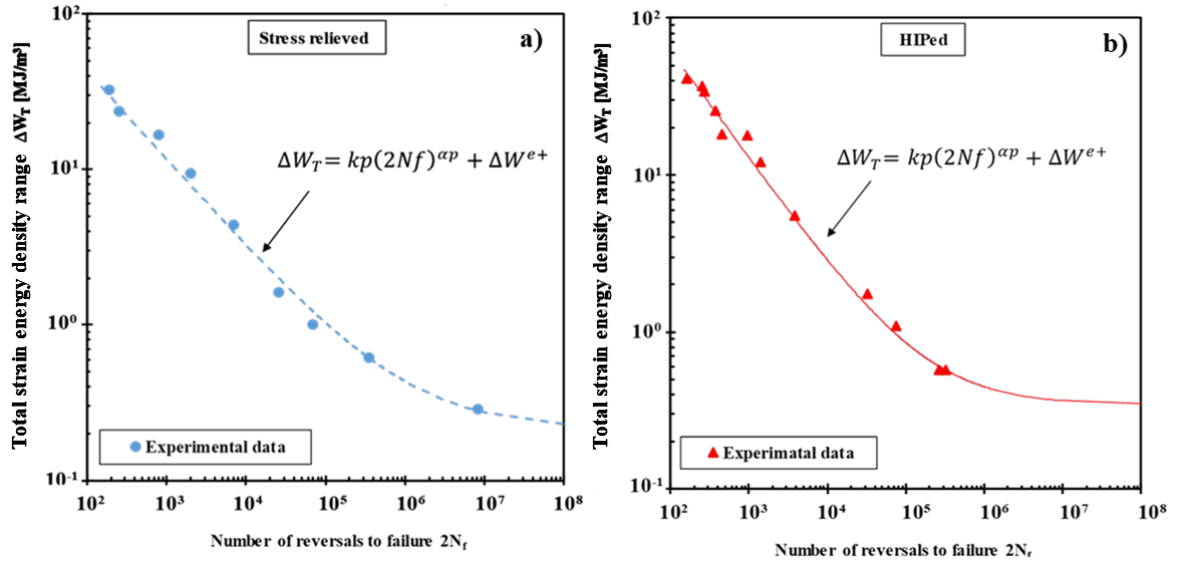 Stress relieved
a)
Total strain energy density range ΔW_T [MJ/m³]
10²
10¹
10⁰
10⁻¹
ΔW_T = kp(2Nf)^αp + ΔW^e+
Experimental data
10² 10³ 10⁴ 10⁵ 10⁶ 10⁷ 10⁸
Number of reversals to failure 2N_f
HIPed
b)
Total strain energy density range ΔW_T [MJ/m³]
10²
10¹
10⁰
10⁻¹
ΔW_T = kp(2Nf)^αp + ΔW^e+
Experimatal data
10² 10³ 10⁴ 10⁵ 10⁶ 10⁷ 10⁸
Number of reversals to failure 2N_f